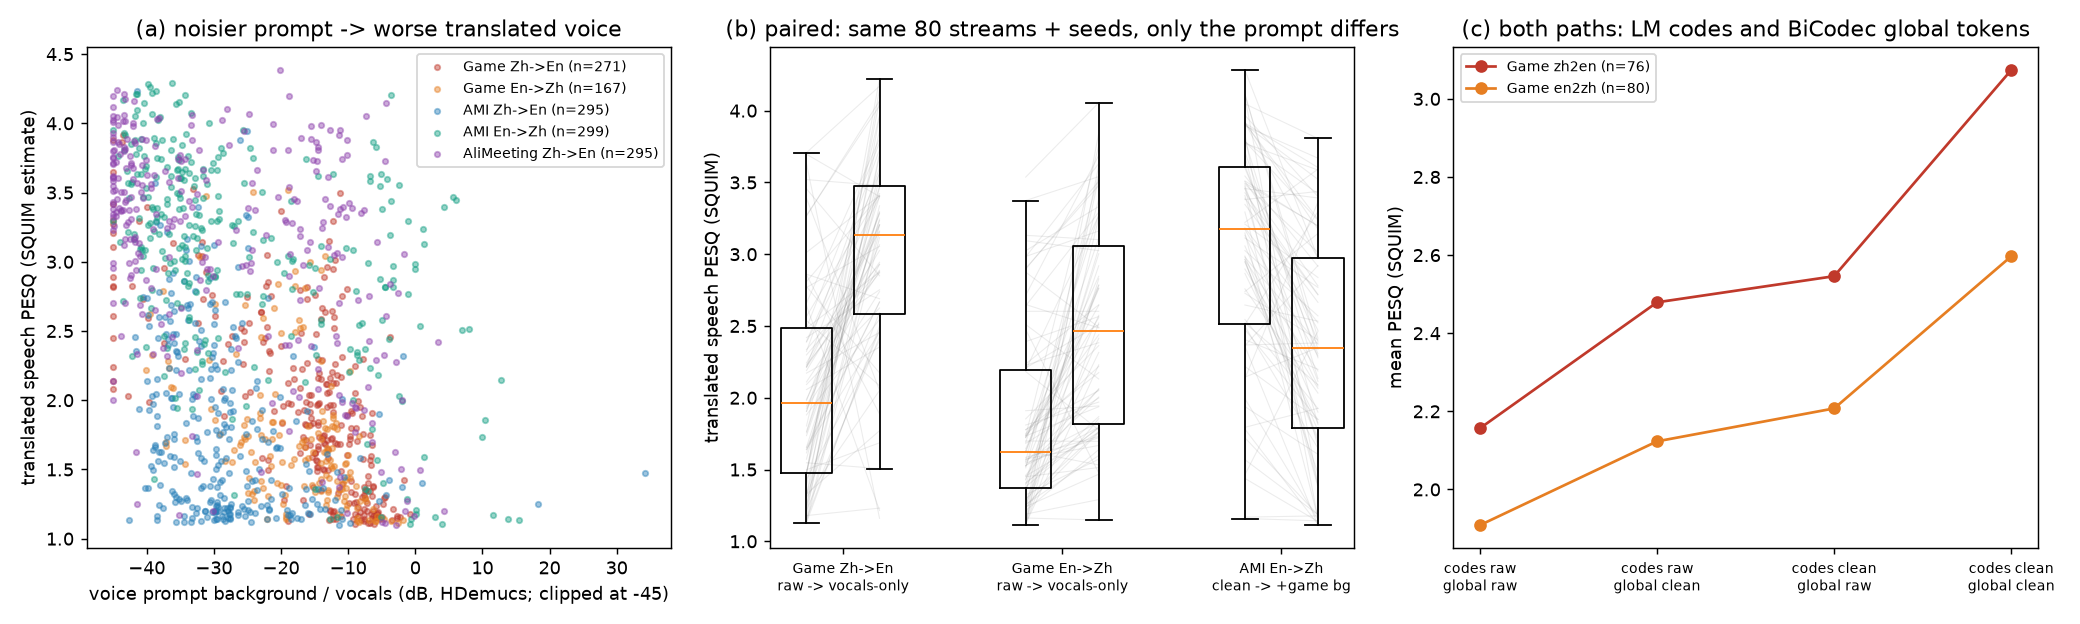 (a) noisier prompt -> worse translated voice
translated speech PESQ (SQUIM estimate)
4.5
4.0
3.5
3.0
2.5
2.0
1.5
1.0
Game Zh->En (n=271)
Game En->Zh (n=167)
AMI Zh->En (n=295)
AMI En->Zh (n=299)
AliMeeting Zh->En (n=295)
−40 −30 −20 −10 0 10 20 30
voice prompt background / vocals (dB, HDemucs; clipped at -45)
(b) paired: same 80 streams + seeds, only the prompt differs
translated speech PESQ (SQUIM)
4.0
3.5
3.0
2.5
2.0
1.5
1.0
Game Zh->En
raw -> vocals-only
Game En->Zh
raw -> vocals-only
AMI En->Zh
clean -> +game bg
(c) both paths: LM codes and BiCodec global tokens
mean PESQ (SQUIM)
3.0
2.8
2.6
2.4
2.2
2.0
Game zh2en (n=76)
Game en2zh (n=80)
codes raw
global raw
codes raw
global clean
codes clean
global raw
codes clean
global clean